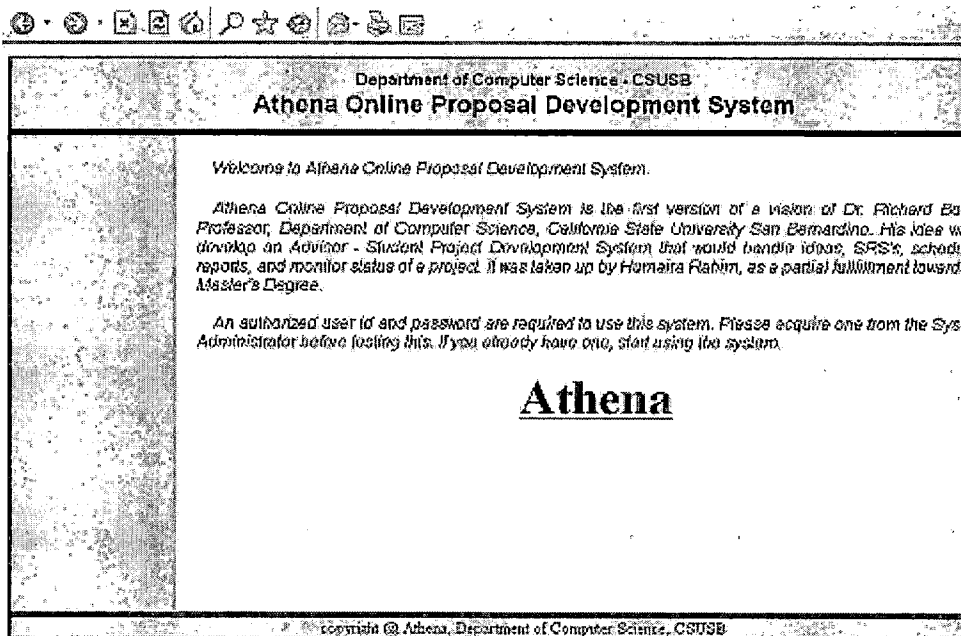 Department of Computer Science - CSUSB
Athena Online Proposal Development System
Welcome to Athena Online Proposal Development System.
Athena Online Proposal Development System is the first version of a vision of Dr. Richard
Professor, Department of Computer Science, California State University San Bernardino. His idea
develop an Advisor - Student Project Development System that would handle ideas, SRS's,
reports, and monitor status of a project. It was taken up by Humaira Rahim, as a partial fulfillment
Master's Degree.
An authorized user id and password are required to use this system. Please acquire one from the
Administrator before testing this. If you already have one, start using the system.
Athena
copyright @ Athena, Department of Computer Science, CSUSB